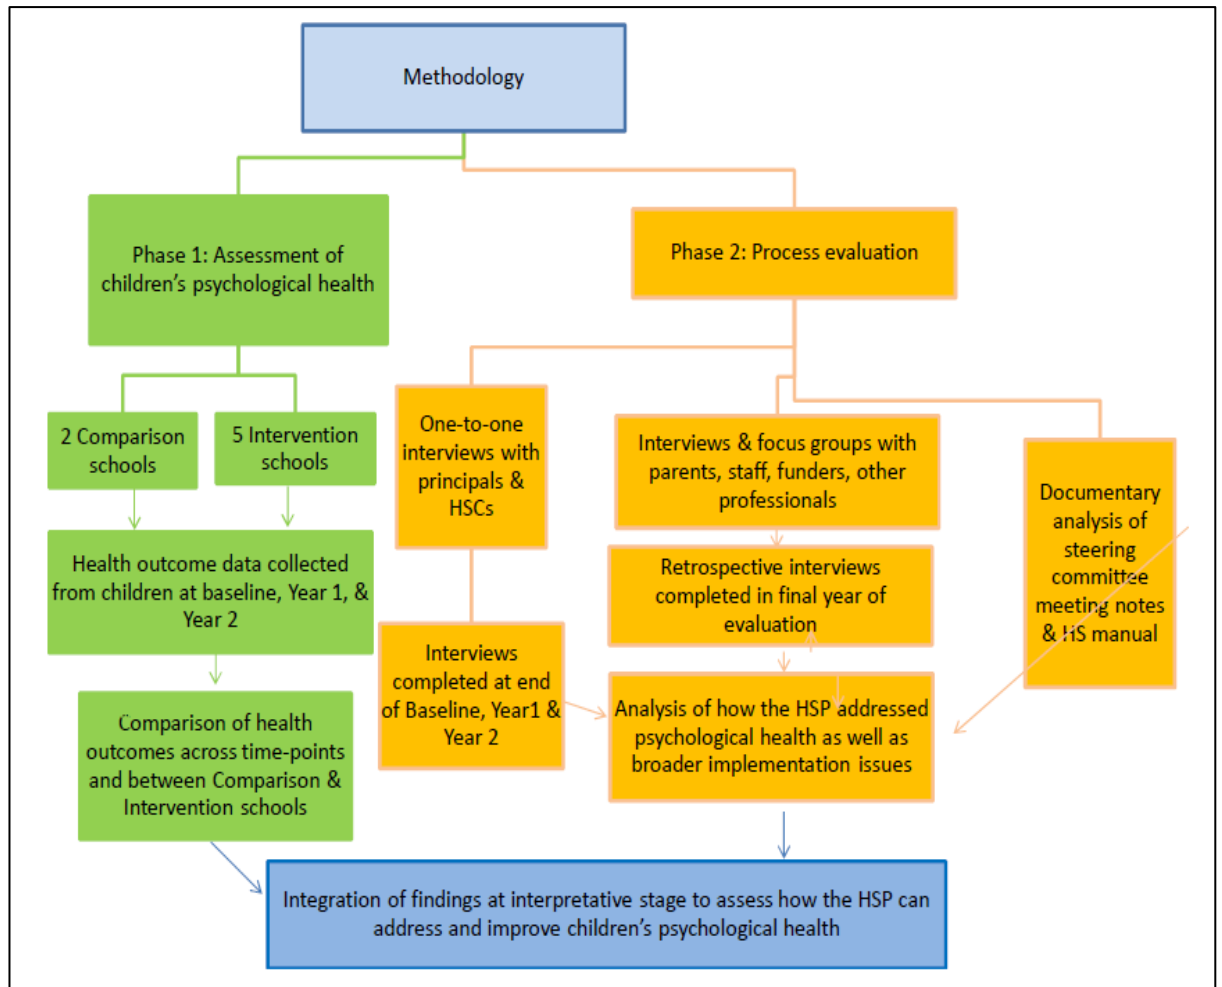 Methodology
Phase 1: Assessment of
children’s psychological health
Phase 2: Process evaluation
2 Comparison
schools
5 Intervention
schools
Health outcome data collected
from children at baseline, Year 1, &
Year 2
Comparison of health
outcomes across time-points
and between Comparison &
Intervention schools
One-to-one
interviews with
principals &
HSCs
Interviews
completed at end
of Baseline, Year1 &
Year 2
Interviews & focus groups with
parents, staff, funders, other
professionals
Retrospective interviews
completed in final year of
evaluation
Analysis of how the HSP addressed
psychological health as well as
broader implementation issues
Documentary
analysis of
steering
committee
meeting notes
& HS manual
Integration of findings at interpretative stage to assess how the HSP can
address and improve children’s psychological health